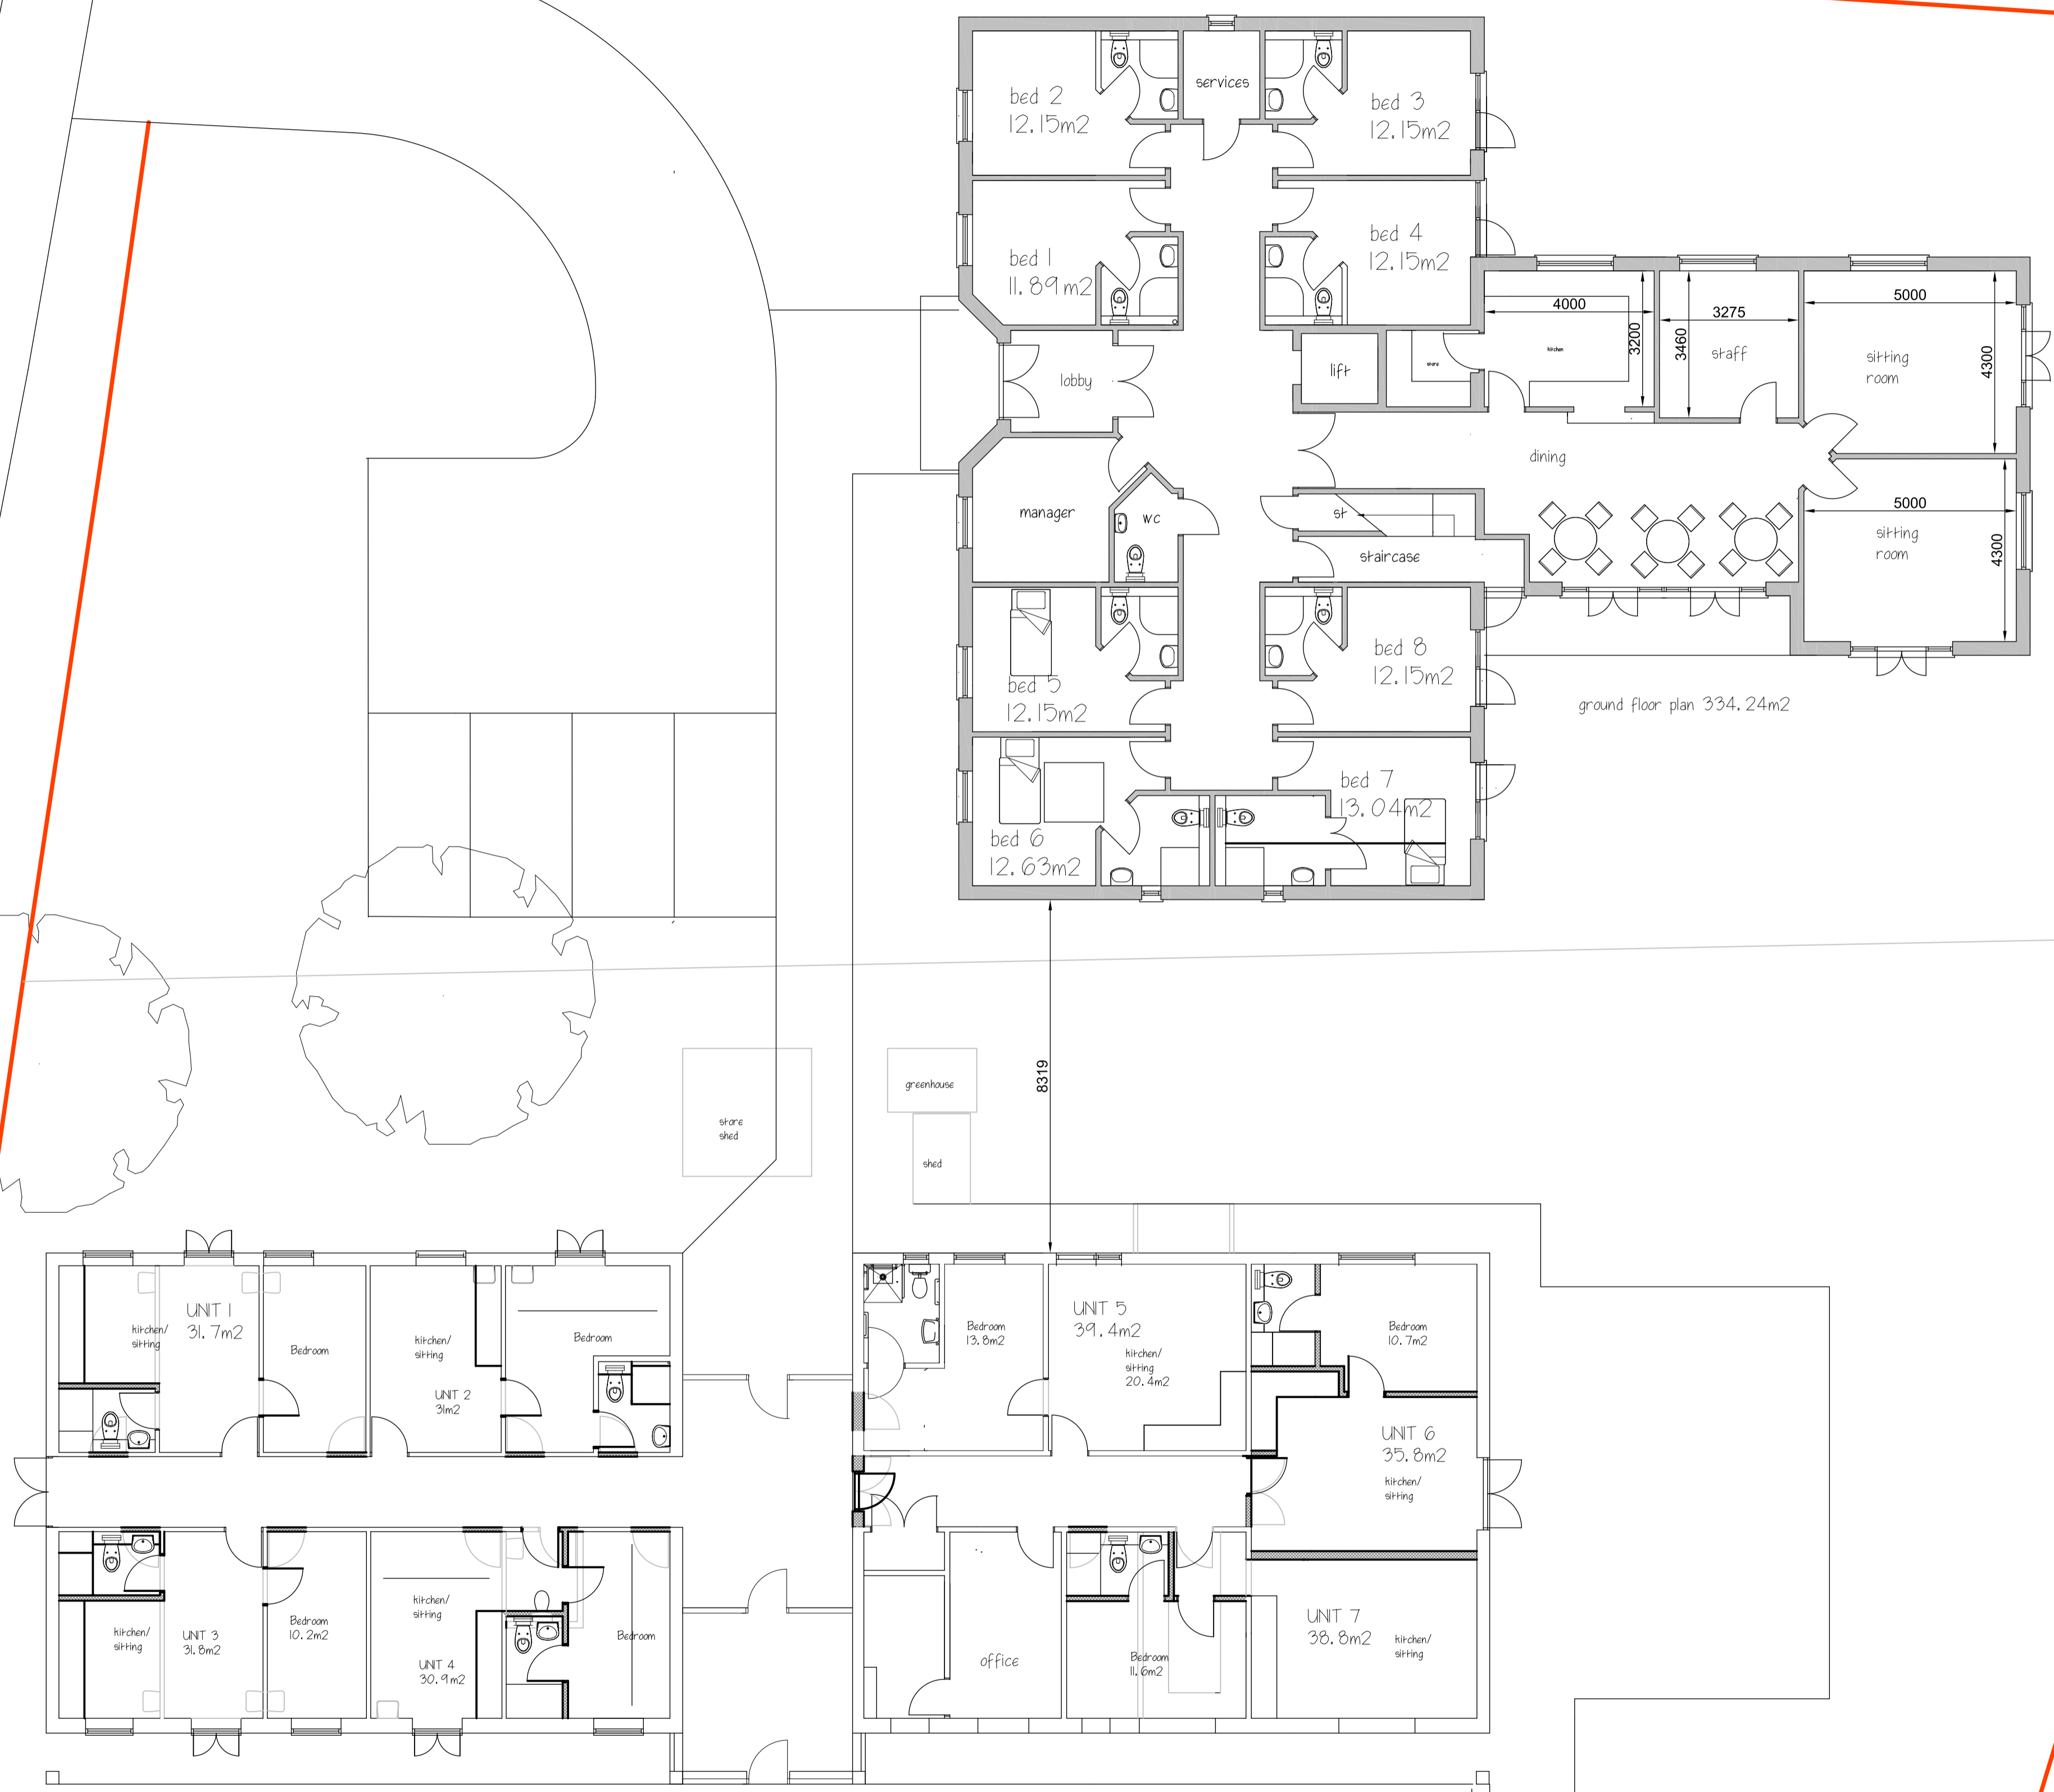 bed 2
12.15m2
services
bed 3
12.15m2
bed 1
11.89m2
bed 4
12.15m2
lobby
lift
store
kitchen
4000
3200
3460
3275
staff
5000
4300
sitting
room
dining
manager
wc
st
staircase
5000
4300
sitting
room
bed 5
12.15m2
bed 8
12.15m2
ground floor plan 334.24m2
bed 6
12.63m2
bed 7
13.04m2
8319
greenhouse
store
shed
shed
UNIT 1
31.7m2
kitchen/
sitting
Bedroom
kitchen/
sitting
UNIT 2
31m2
Bedroom
Bedroom
13.8m2
UNIT 5
39.4m2
kitchen/
sitting
20.4m2
Bedroom
10.7m2
UNIT 6
35.8m2
kitchen/
sitting
kitchen/
sitting
UNIT 3
31.8m2
Bedroom
10.2m2
kitchen/
sitting
UNIT 4
30.9m2
Bedroom
office
Bedroom
11.6m2
UNIT 7
38.8m2
kitchen/
sitting